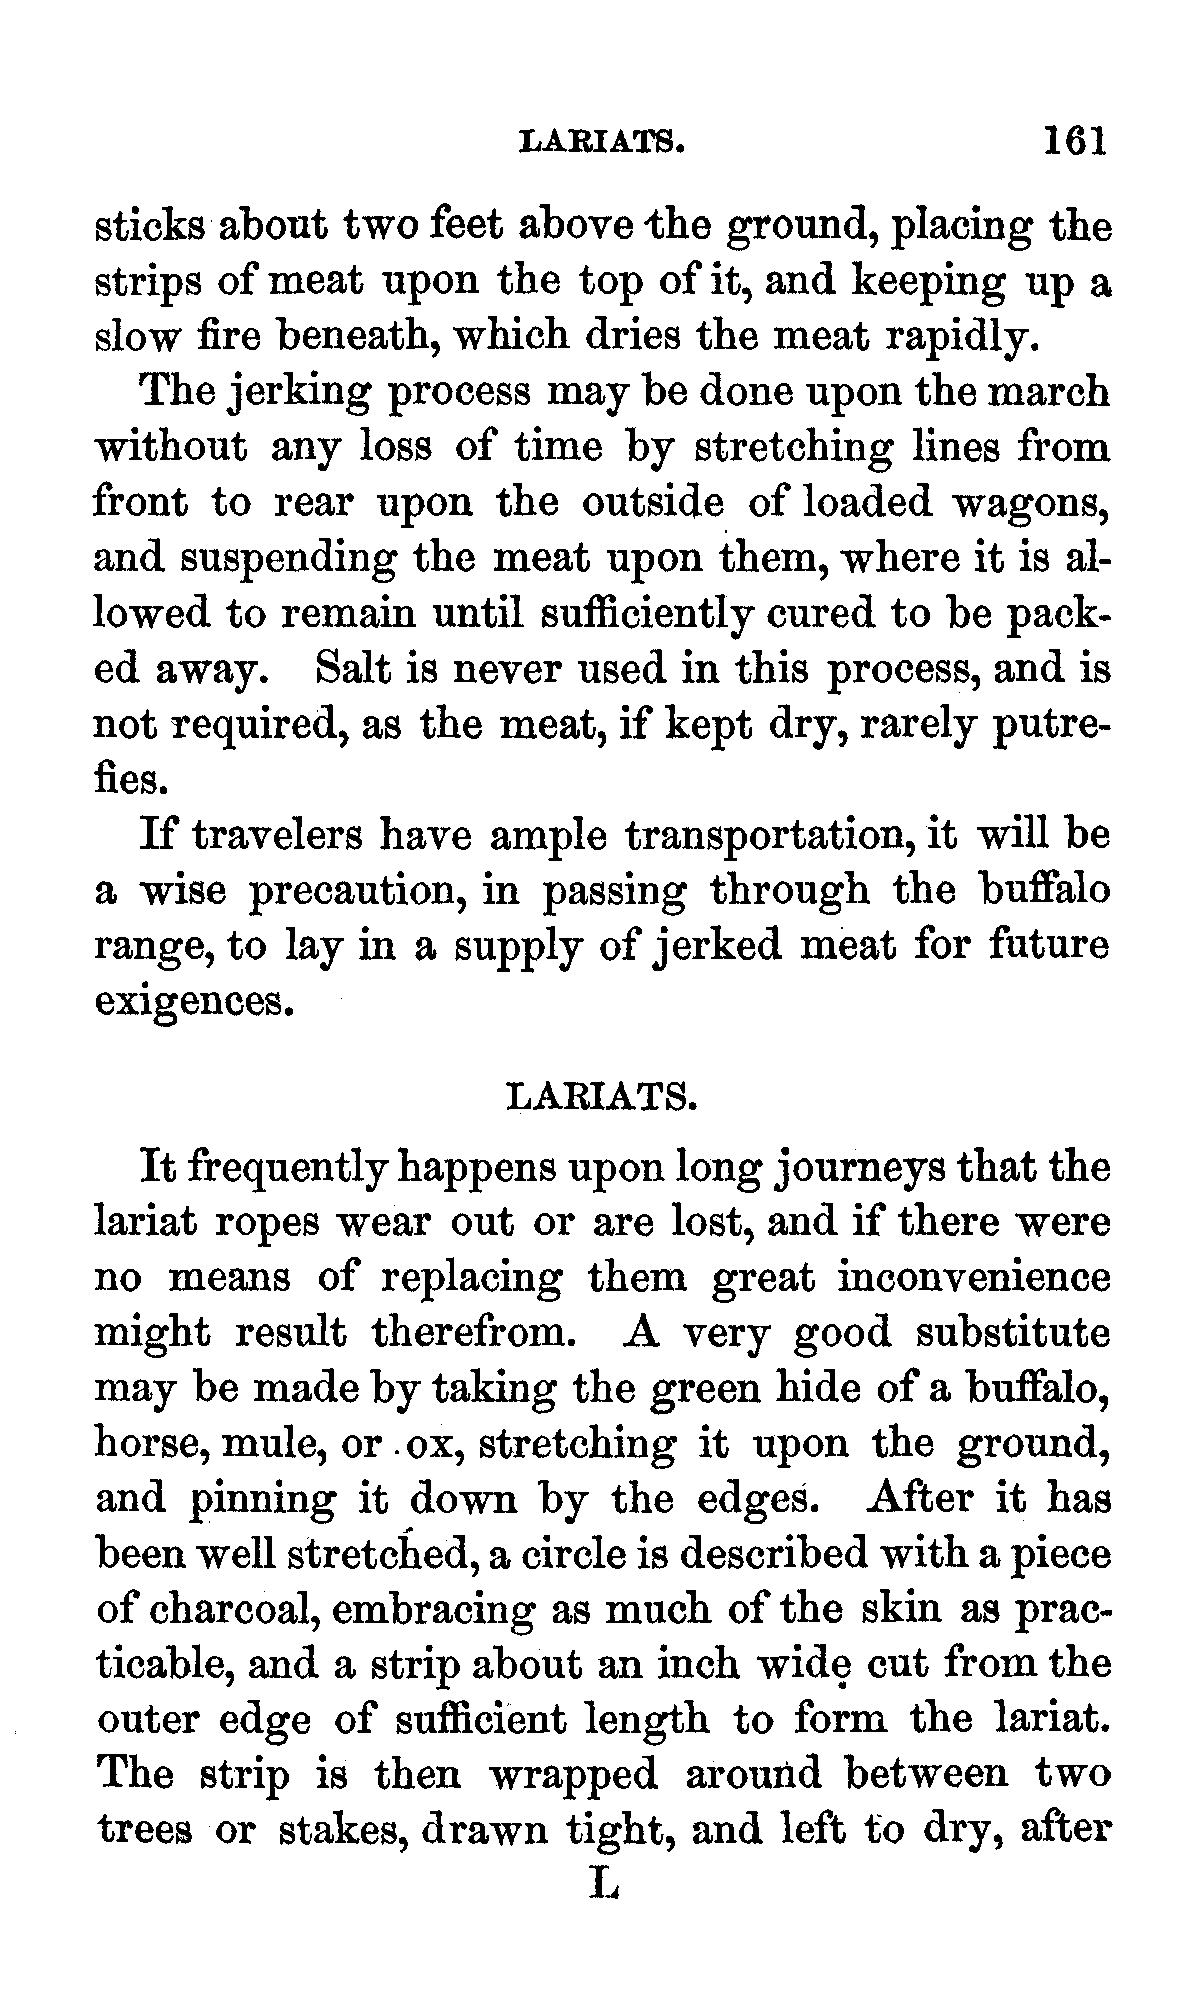 LARIATS. 161
sticks about two feet above the ground, placing the
strips of meat upon the top of it, and keeping up a
slow fire beneath, which dries the meat rapidly.
The jerking process may be done upon the march
without any loss of time by stretching lines from
front to rear upon the outside of loaded wagons,
and suspending the meat upon them, where it is al-
lowed to remain until sufficiently cured to be pack-
ed away. Salt is never used in this process, and is
not required, as the meat, if kept dry, rarely putre-
fies.
If travelers have ample transportation, it will be
a wise precaution, in passing through the buffalo
range, to lay in a supply of jerked meat for future
exigences.
LARIATS.
It frequently happens upon long journeys that the
lariat ropes wear out or are lost, and if there were
no means of replacing them great inconvenience
might result therefrom. A very good substitute
may be made by taking the green hide of a buffalo,
horse, mule, or ox, stretching it upon the ground,
and pinning it down by the edges. After it has
been well stretched, a circle is described with a piece
of charcoal, embracing as much of the skin as prac-
ticable, and a strip about an inch wide cut from the
outer edge of sufficient length to form the lariat.
The strip is then wrapped around between two
trees or stakes, drawn tight, and left to dry, after
L